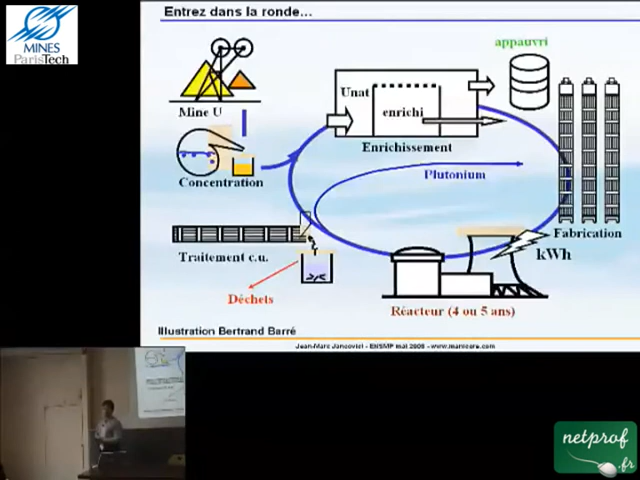 MINES
ParisTech
Entrez dans la ronde…
appauvri
Unat
enrichi
Mine U
Enrichissement
Concentration
Plutonium
Fabrication
kWh
Traitement c.u.
Déchets
Réacteur (4 ou 5 ans)
Illustration Bertrand Barré
Jean-Marc Jancovici - ENSMP mai 2008 - www.manicore.com
netprof
.fr